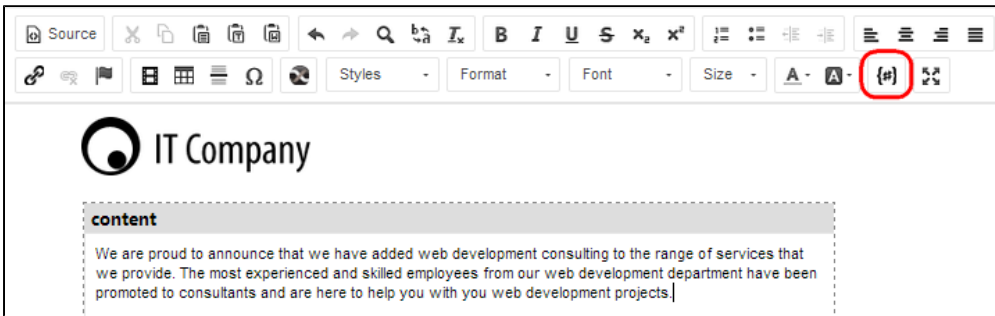 Source
B I U S x₂ x²
Ω Styles Format Font Size A A {#}
IT Company
content
We are proud to announce that we have added web development consulting to the range of services that
we provide. The most experienced and skilled employees from our web development department have been
promoted to consultants and are here to help you with you web development projects.